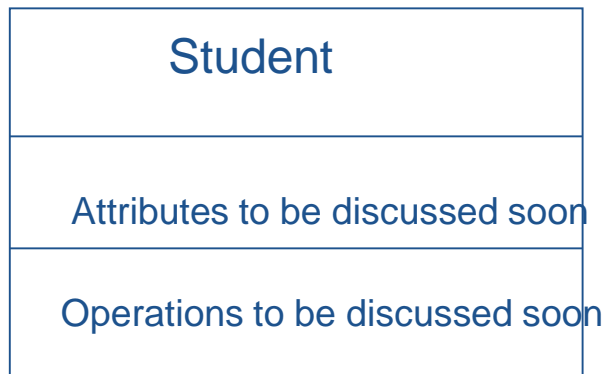 Student
Attributes to be discussed soon
Operations to be discussed soon